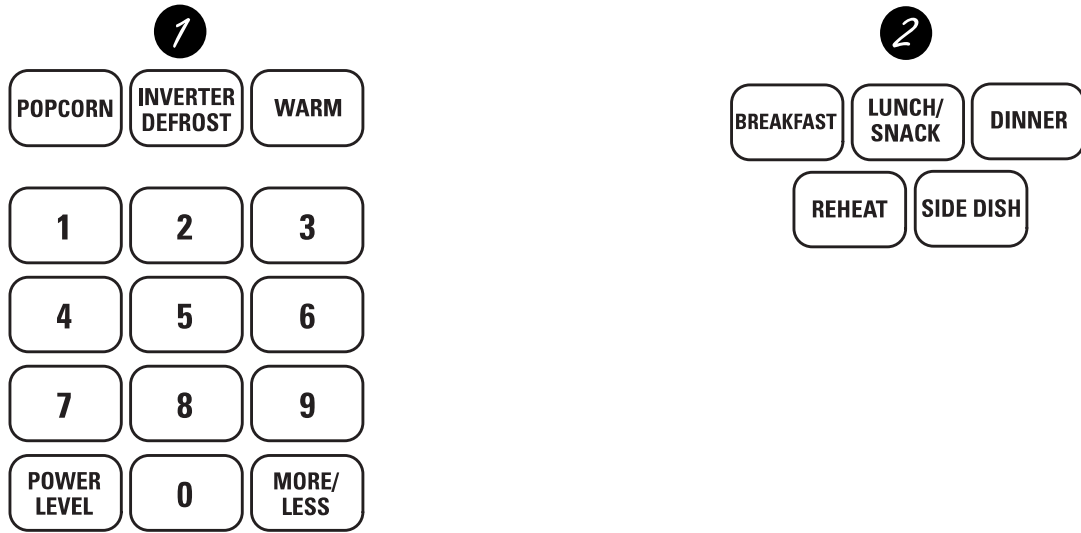 1
POPCORN
INVERTER
DEFROST
WARM
1
2
3
4
5
6
7
8
9
POWER
LEVEL
0
MORE/
LESS
2
BREAKFAST
LUNCH/
SNACK
DINNER
REHEAT
SIDE DISH